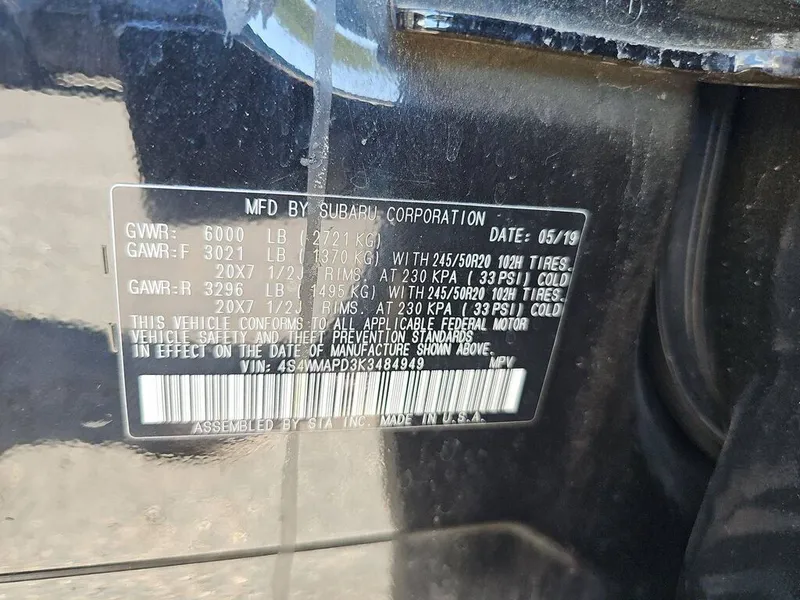 MFD BY SUBARU CORPORATION
GVWR: 6000 LB ( 2721 KG) DATE: 05/19
GAWR:F 3021 LB ( 1370 KG) WITH 245/50R20 102H TIRES.
20X7 1/2J RIMS. AT 230 KPA ( 33 PSI) COLD
GAWR:R 3296 LB ( 1495 KG) WITH 245/50R20 102H TIRES.
20X7 1/2J RIMS. AT 230 KPA ( 33 PSI) COLD
THIS VEHICLE CONFORMS TO ALL APPLICABLE FEDERAL MOTOR
VEHICLE SAFETY AND THEFT PREVENTION STANDARDS
IN EFFECT ON THE DATE OF MANUFACTURE SHOWN ABOVE.
VIN: 4S4WMAPD3K3484949 MPV
ASSEMBLED BY SIA INC. MADE IN U.S.A.